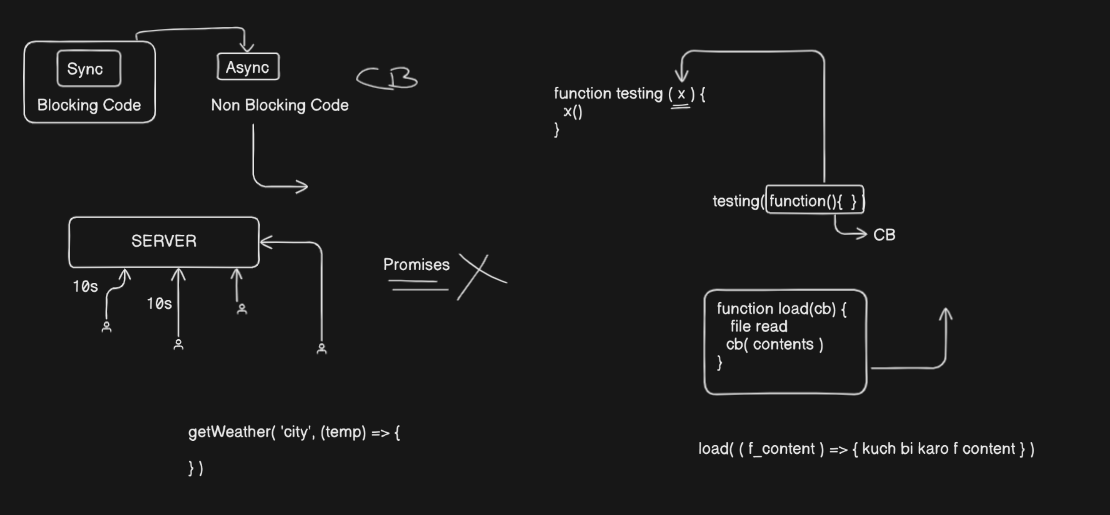 Sync
Async
CB
Blocking Code
Non Blocking Code
function testing ( x ) {
x()
}
testing( function(){ } )
CB
SERVER
10s
10s
Promises
function load(cb) {
file read
cb( contents )
}
getWeather( 'city', (temp) => {
} )
load( ( f_content ) => { kuch bi karo f content } )